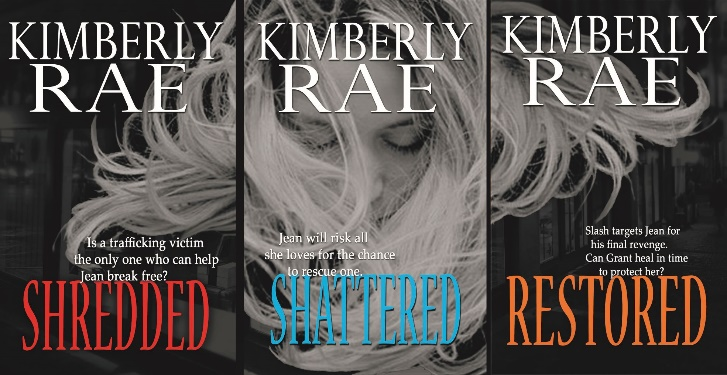 KIMBERLY
RAE
Is a trafficking victim
the only one who can help
Jean break free?
SHREDDED
KIMBERLY
RAE
Jean will risk all
she loves for the chance
to rescue one.
SHATTERED
KIMBERLY
RAE
Slash targets Jean for
his final revenge.
Can Grant heal in time
to protect her?
RESTORED